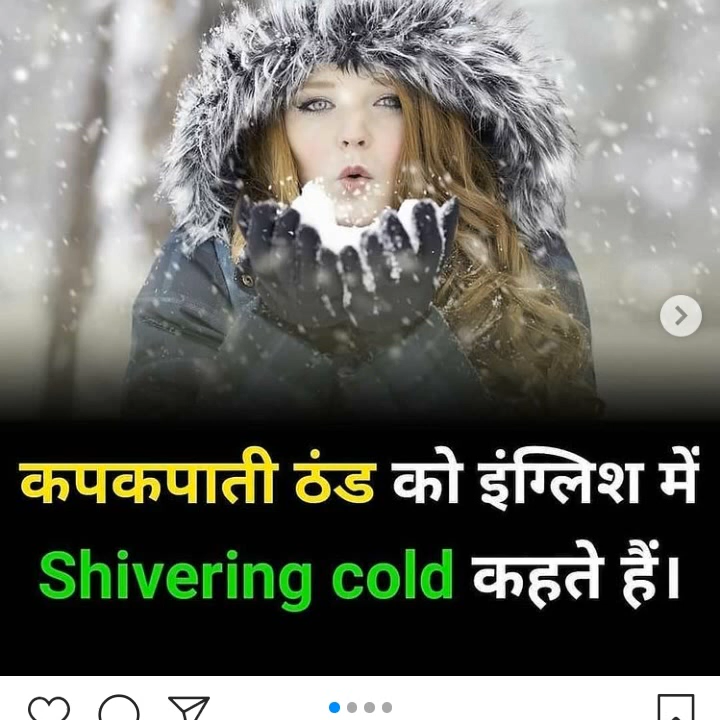 कपकपाती ठंड को इंग्लिश में
Shivering cold कहते हैं।